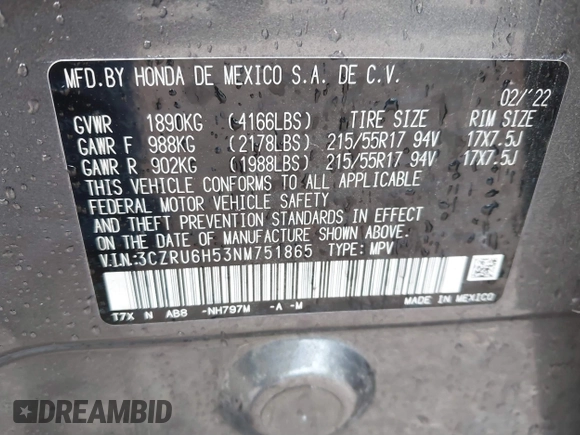 MFD.BY HONDA DE MEXICO S.A. DE C.V.
02/'22
GVWR 1890KG (4166LBS) TIRE SIZE RIM SIZE
GAWR F 988KG (2178LBS) 215/55R17 94V 17X7.5J
GAWR R 902KG (1988LBS) 215/55R17 94V 17X7.5J
THIS VEHICLE CONFORMS TO ALL APPLICABLE
FEDERAL MOTOR VEHICLE SAFETY
AND THEFT PREVENTION STANDARDS IN EFFECT
ON THE DATE OF MANUFACTURE SHOWN ABOVE.
V.I.N.:3CZRU6H53NM751865 TYPE: MPV
T7X N AB8 -NH797M -A -M MADE IN MEXICO
DREAMBID